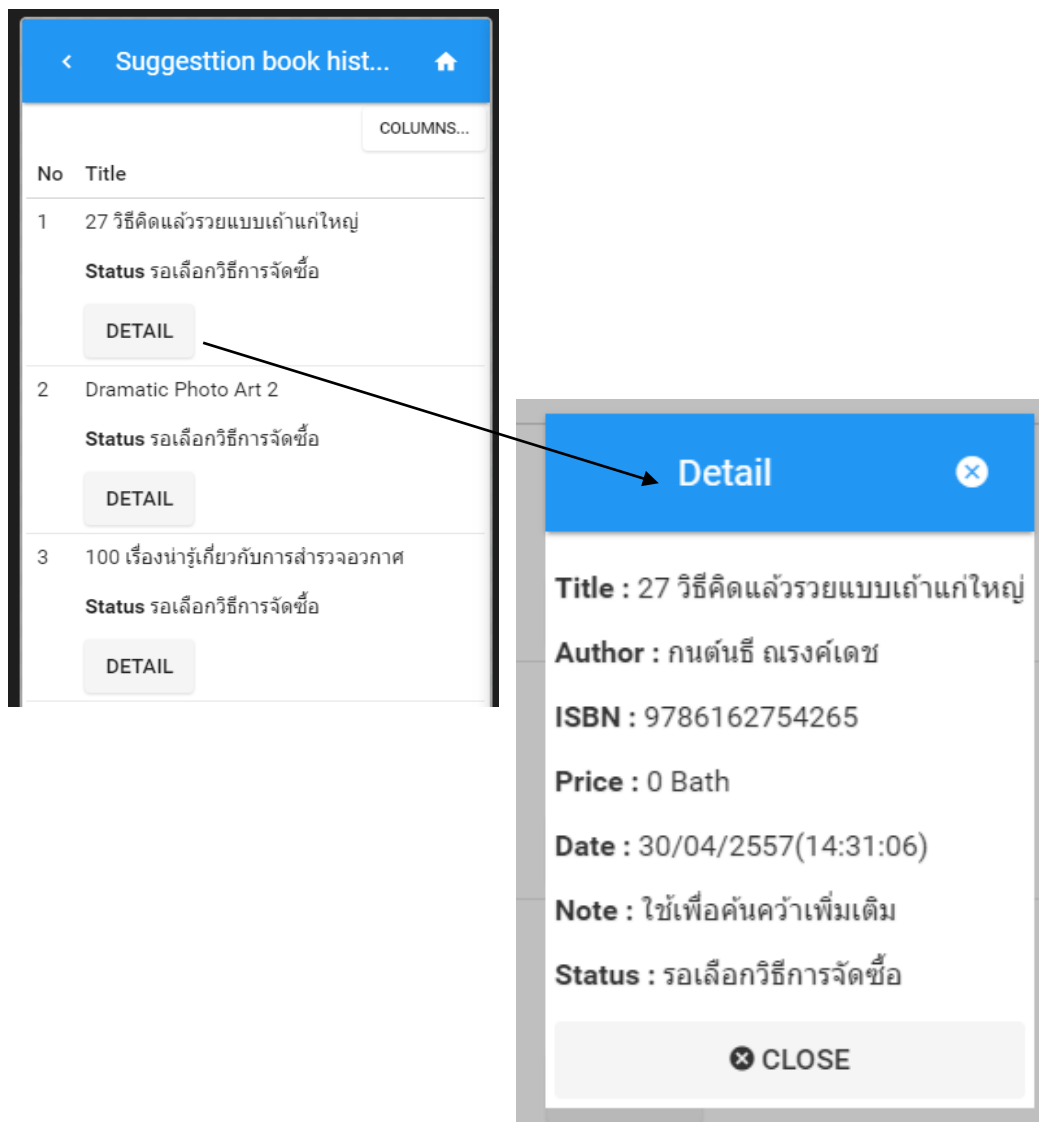 Suggesttion book hist...
COLUMNS...
No Title
1 27 วิธีคิดแล้วรวยแบบเถ้าแก่ใหญ่
Status รอเลือกวิธีการจัดซื้อ
DETAIL
2 Dramatic Photo Art 2
Status รอเลือกวิธีการจัดซื้อ
DETAIL
3 100 เรื่องน่ารู้เกี่ยวกับการสำรวจอวกาศ
Status รอเลือกวิธีการจัดซื้อ
DETAIL
Detail
Title : 27 วิธีคิดแล้วรวยแบบเถ้าแก่ใหญ่
Author : กนต์นธี ณรงค์เดช
ISBN : 9786162754265
Price : 0 Bath
Date : 30/04/2557(14:31:06)
Note : ใช้เพื่อค้นคว้าเพิ่มเติม
Status : รอเลือกวิธีการจัดซื้อ
CLOSE